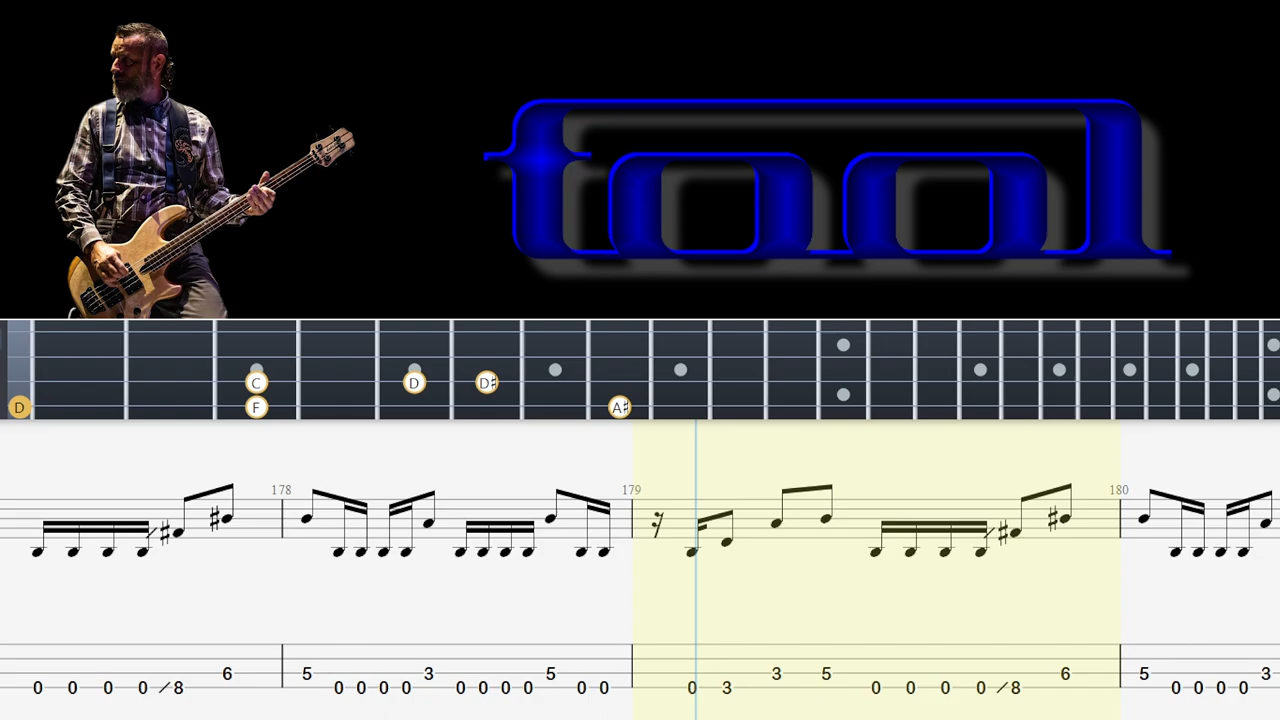 tool
C D D♯
D F A♯
178 179 180
6 5 3 5 3 5 6 5 3
0 0 0 0 8 0 0 0 0 0 0 0 0 0 0 0 3 0 0 0 0 8 0 0 0 0